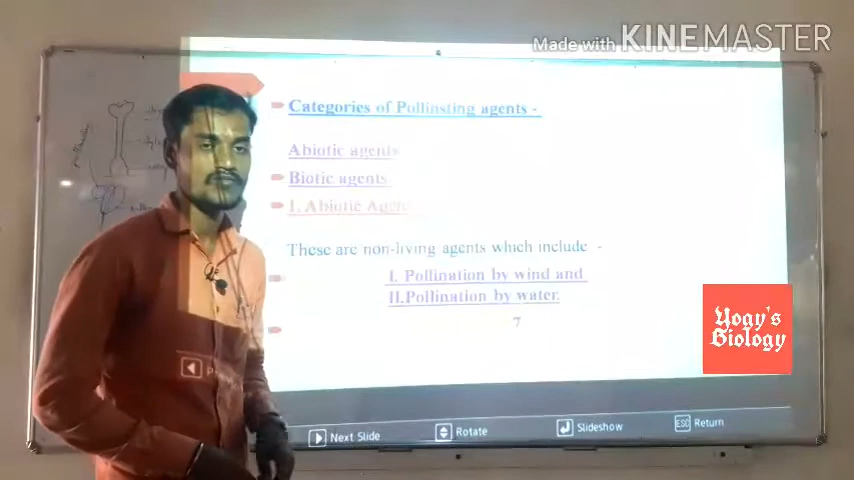 Made with KINEMASTER
Categories of Pollinsting agents -
Abiotic agents
Biotic agents
I. Abiotic Agents
These are non-living agents which include -
I. Pollination by wind and
II.Pollination by water.
7
Yogy's
Biology
Next Slide
Rotate
Slideshow
ESC Return